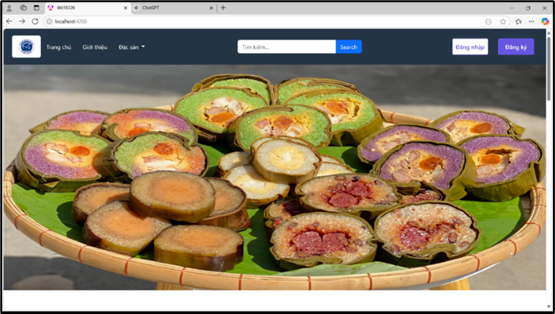 ChatGPT
localhost:4200
Trang chủ Giới thiệu Đặc sản Tìm kiếm... Search Đăng nhập Đăng ký